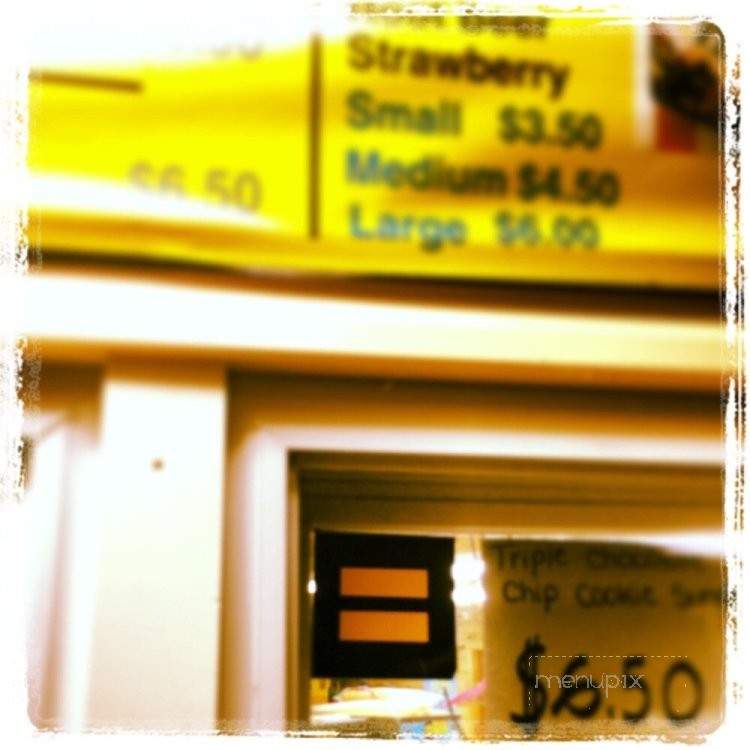 Strawberry
Small $3.50
Medium $4.50
Large $6.00
$6.50
Triple Chocolate
Chip Cookie
$6.50
menupix